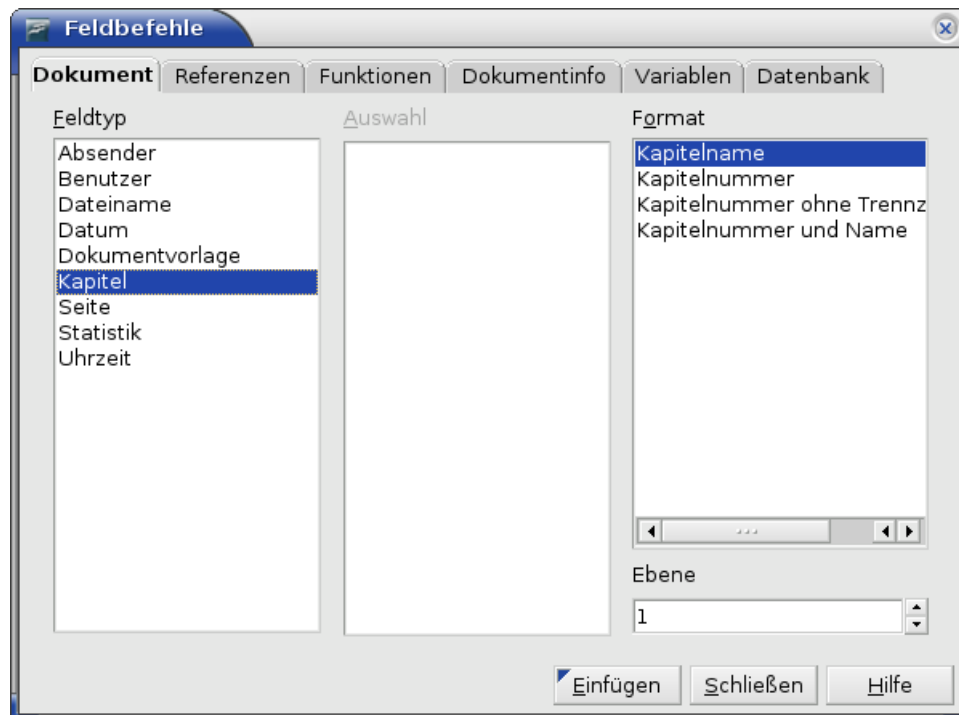 Feldbefehle
Dokument Referenzen Funktionen Dokumentinfo Variablen Datenbank
Feldtyp
Absender
Benutzer
Dateiname
Datum
Dokumentvorlage
Kapitel
Seite
Statistik
Uhrzeit
Auswahl
Format
Kapitelname
Kapitelnummer
Kapitelnummer ohne Trennz
Kapitelnummer und Name
Ebene
1
Einfügen Schließen Hilfe